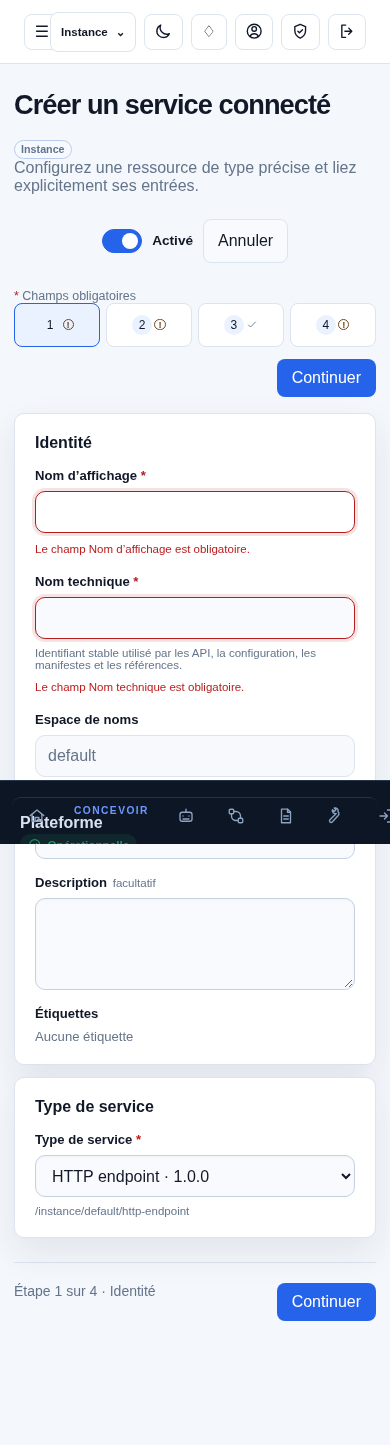 Instance
Créer un service connecté
Instance
Configurez une ressource de type précise et liez
explicitement ses entrées.
Activé
Annuler
* Champs obligatoires
1
2
3
4
Continuer
Identité
Nom d’affichage *
Le champ Nom d’affichage est obligatoire.
Nom technique *
Identifiant stable utilisé par les API, la configuration, les
manifestes et les références.
Le champ Nom technique est obligatoire.
Espace de noms
default
CONCEVOIR
Plateforme
Opérationnelle
Description facultatif
Étiquettes
Aucune étiquette
Type de service
Type de service *
HTTP endpoint · 1.0.0
/instance/default/http-endpoint
Étape 1 sur 4 · Identité
Continuer